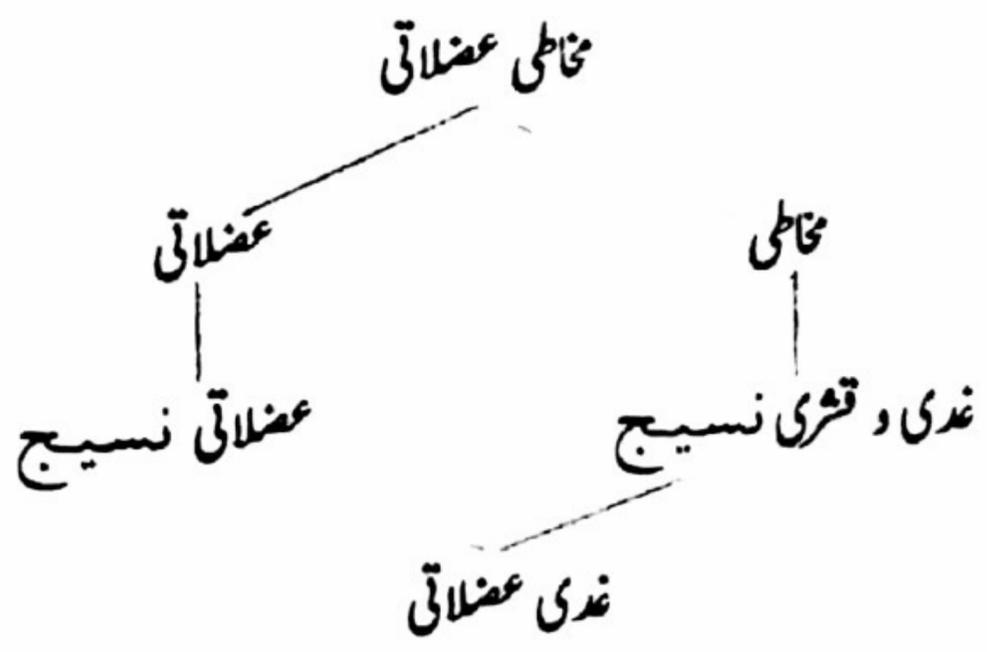 مخاطی عضلاتی
مخاطی
عضلاتی
غدی و قشری نسیج
عضلاتی نسیج
غدی عضلاتی